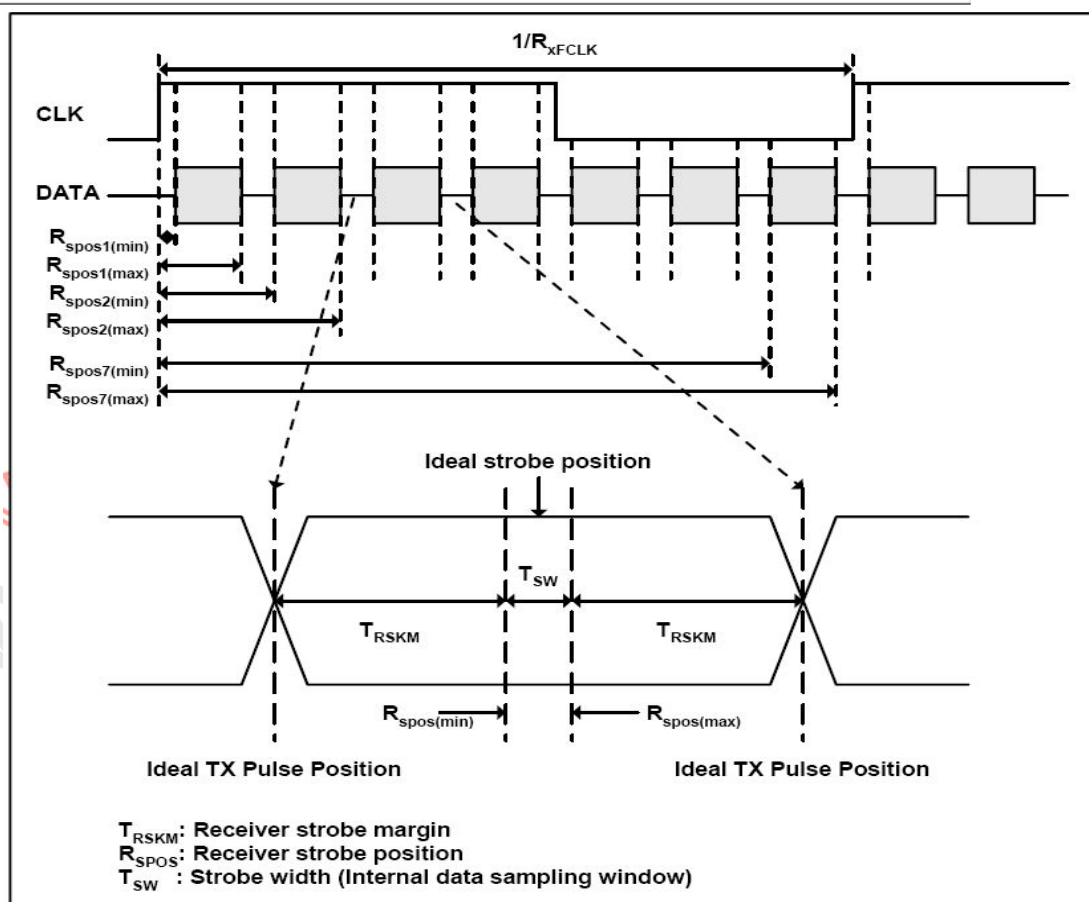 1/RxFCLK
CLK
DATA
Rspos1(min)
Rspos1(max)
Rspos2(min)
Rspos2(max)
Rspos7(min)
Rspos7(max)
Ideal strobe position
TSW
TRSKM TRSKM
Rspos(min) Rspos(max)
Ideal TX Pulse Position Ideal TX Pulse Position
TRSKM: Receiver strobe margin
RSPOS: Receiver strobe position
TSW : Strobe width (Internal data sampling window)